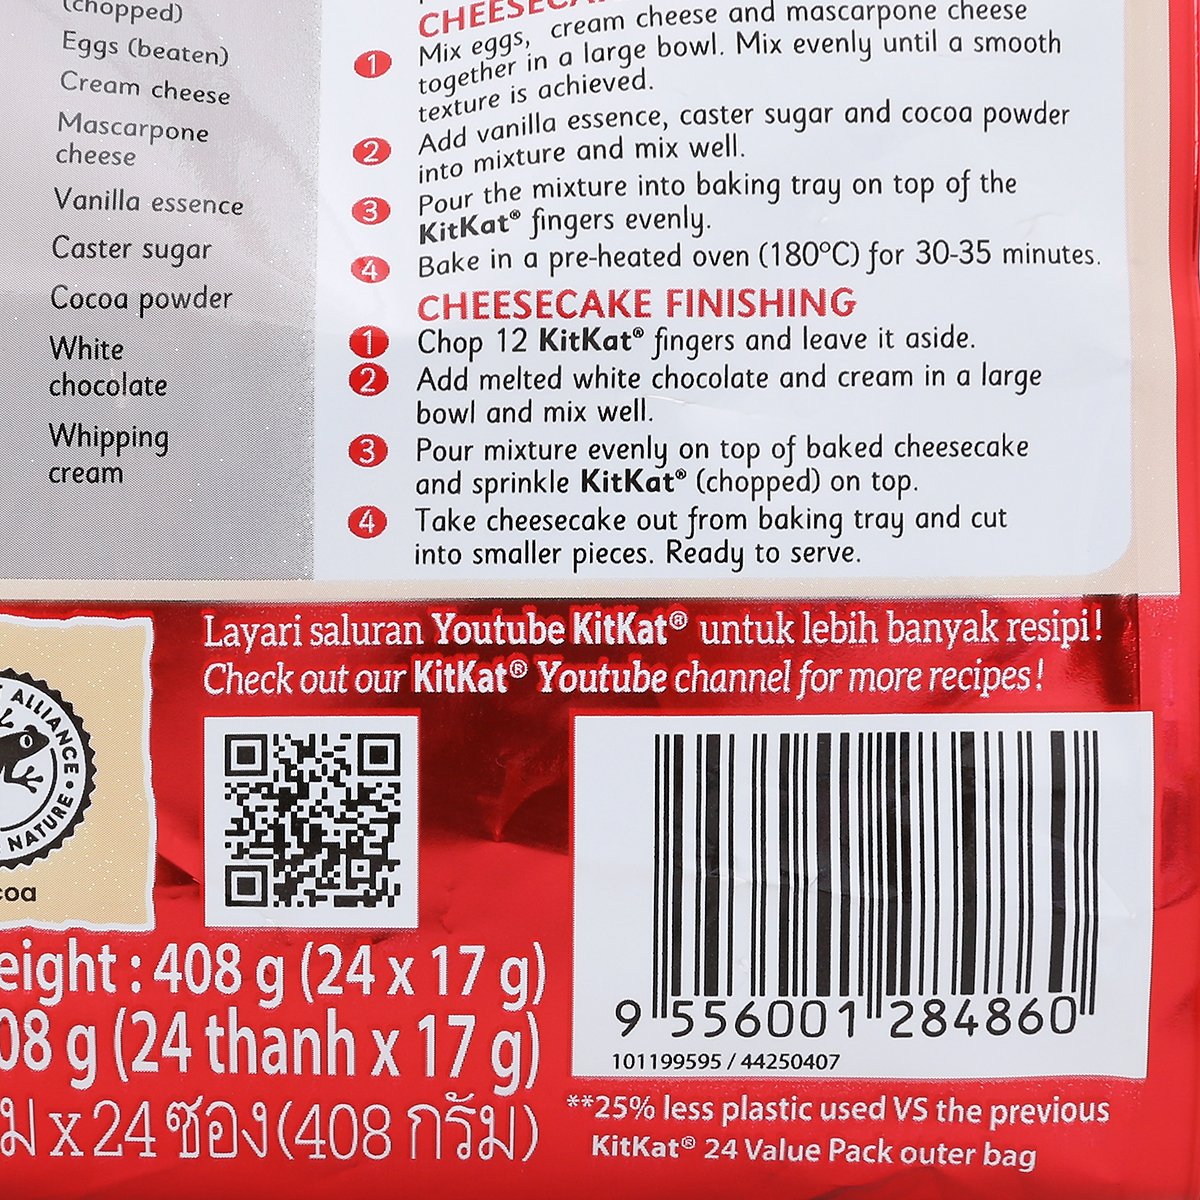 (chopped)
Eggs (beaten)
Cream cheese
Mascarpone
cheese
Vanilla essence
Caster sugar
Cocoa powder
White
chocolate
Whipping
cream
1 Mix eggs, cream cheese and mascarpone cheese
together in a large bowl. Mix evenly until a smooth
texture is achieved.
2 Add vanilla essence, caster sugar and cocoa powder
into mixture and mix well.
3 Pour the mixture into baking tray on top of the
KitKat® fingers evenly.
4 Bake in a pre-heated oven (180°C) for 30-35 minutes.
CHEESECAKE FINISHING
1 Chop 12 KitKat® fingers and leave it aside.
2 Add melted white chocolate and cream in a large
bowl and mix well.
3 Pour mixture evenly on top of baked cheesecake
and sprinkle KitKat® (chopped) on top.
4 Take cheesecake out from baking tray and cut
into smaller pieces. Ready to serve.
Layari saluran Youtube KitKat® untuk lebih banyak resipi!
Check out our KitKat® Youtube channel for more recipes!
ALLIANCE
NATURE
eight : 408 g (24 x 17 g)
08 g (24 thanh x 17 g)
x 24 ซอง (408 กรัม)
9 556001 284860
101199595 / 44250407
**25% less plastic used VS the previous
KitKat® 24 Value Pack outer bag